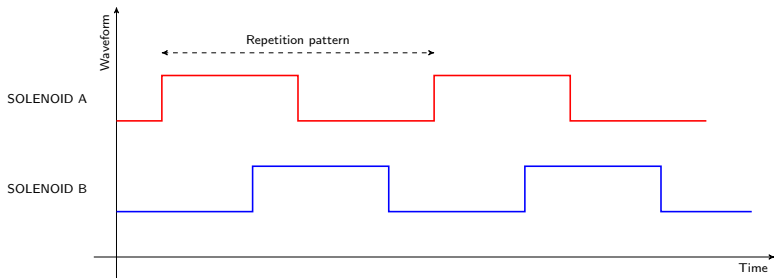 Waveform
Repetition pattern
SOLENOID A
SOLENOID B
Time